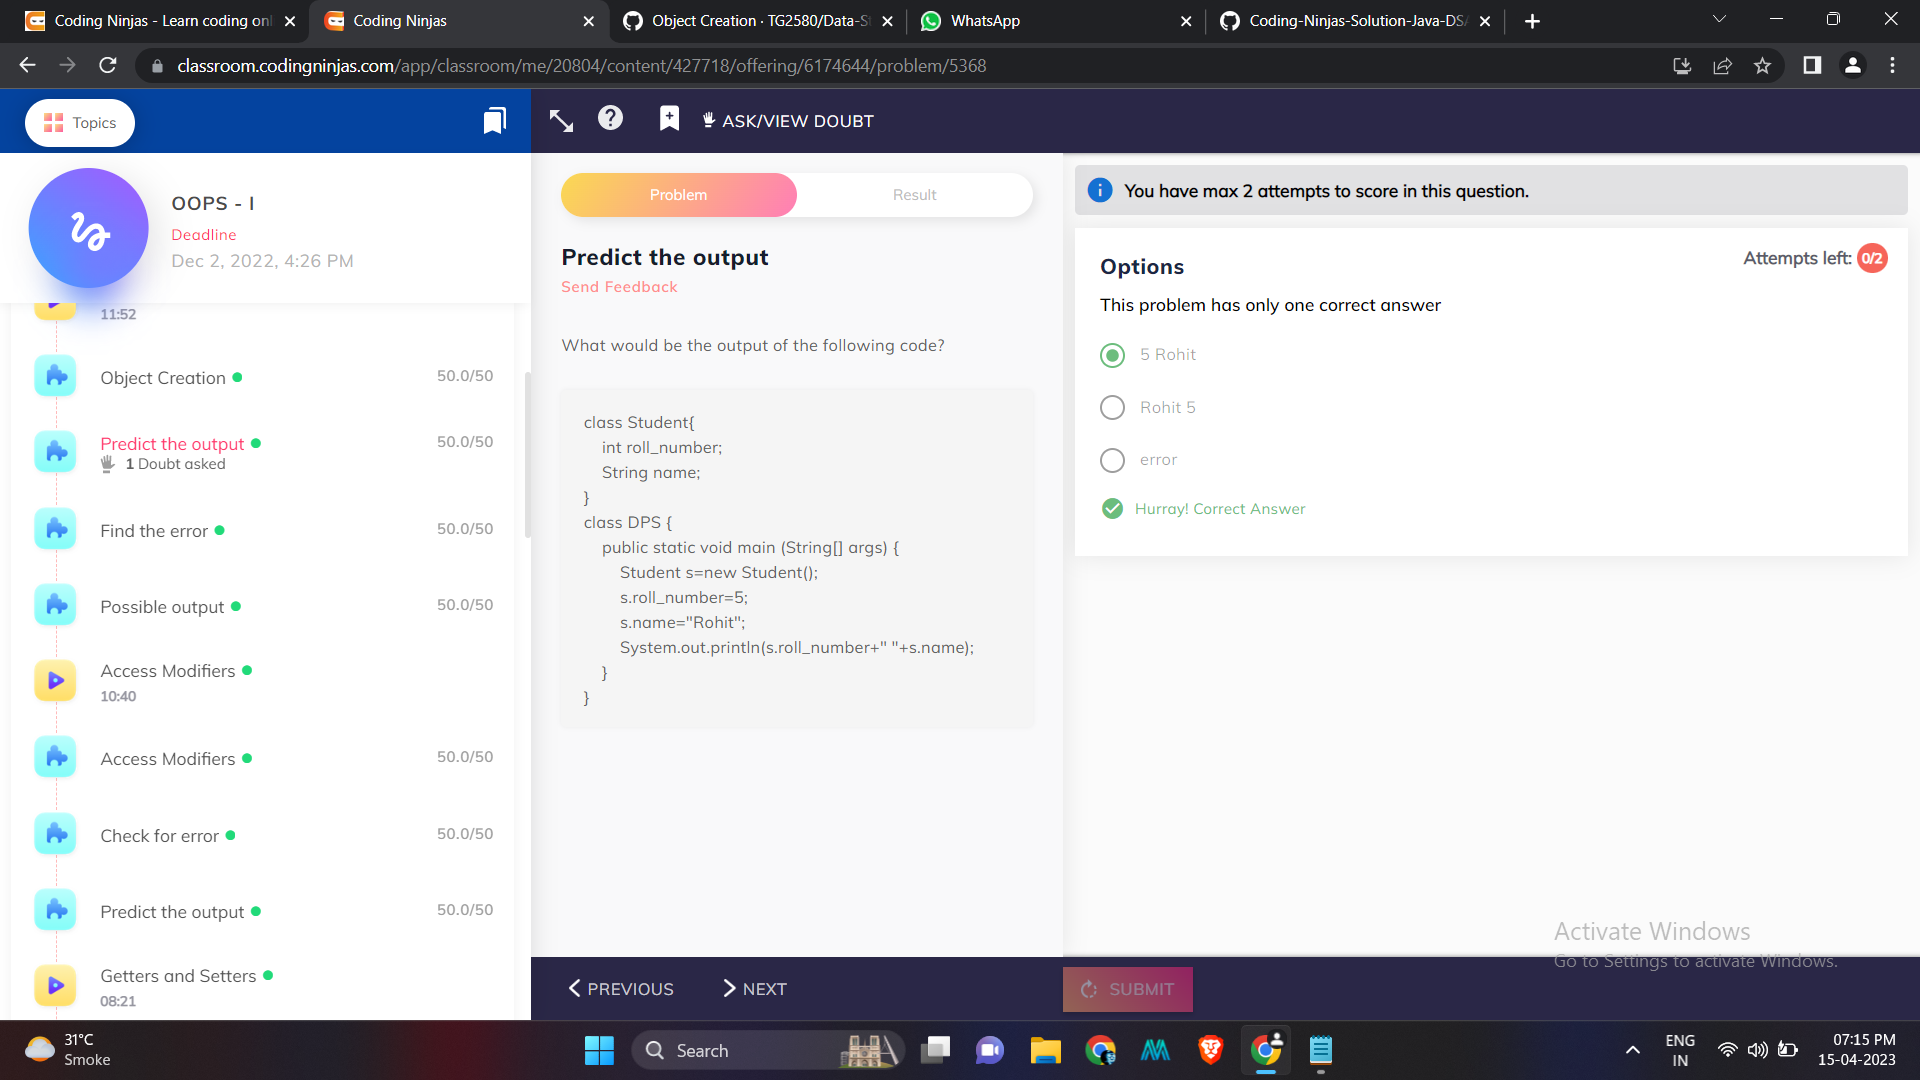 Coding Ninjas - Learn coding onl
Coding Ninjas
Object Creation · TG2580/Data-St
WhatsApp
Coding-Ninjas-Solution-Java-DSA
classroom.codingninjas.com/app/classroom/me/20804/content/427718/offering/6174644/problem/5368
Topics
ASK/VIEW DOUBT
OOPS - I
Deadline
Dec 2, 2022, 4:26 PM
11:52
Object Creation
50.0/50
Predict the output
50.0/50
1 Doubt asked
Find the error
50.0/50
Possible output
50.0/50
Access Modifiers
10:40
Access Modifiers
50.0/50
Check for error
50.0/50
Predict the output
50.0/50
Getters and Setters
08:21
Problem
Result
Predict the output
Send Feedback
What would be the output of the following code?
class Student{
int roll_number;
String name;
}
class DPS {
public static void main (String[] args) {
Student s=new Student();
s.roll_number=5;
s.name="Rohit";
System.out.println(s.roll_number+" "+s.name);
}
}
You have max 2 attempts to score in this question.
Options
Attempts left: 0/2
This problem has only one correct answer
5 Rohit
Rohit 5
error
Hurray! Correct Answer
Activate Windows
Go to Settings to activate Windows.
PREVIOUS
NEXT
SUBMIT
31°C
Smoke
Search
ENG
IN
07:15 PM
15-04-2023